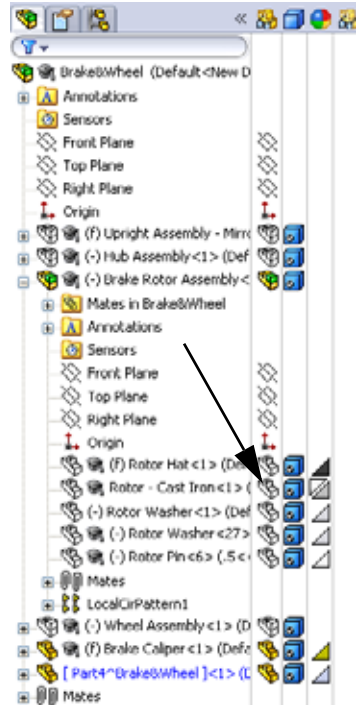 Brake&Wheel (Default<New D
Annotations
Sensors
Front Plane
Top Plane
Right Plane
Origin
(f) Upright Assembly - Mirro
(-) Hub Assembly<1> (Def
(-) Brake Rotor Assembly<
Mates in Brake&Wheel
Annotations
Sensors
Front Plane
Top Plane
Right Plane
Origin
(f) Rotor Hat<1> (De
Rotor - Cast Iron<1> (
(-) Rotor Washer<1> (Def
(-) Rotor Washer<27>
(-) Rotor Pin<6> (.5<
Mates
LocalCirPattern1
(-) Wheel Assembly<1> (D
(f) Brake Caliper<1> (Defa
[ Part4^Brake&Wheel ]<1> (D
Mates